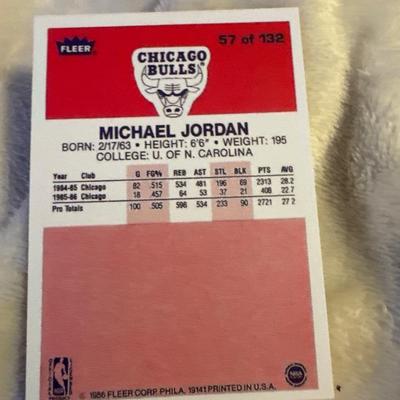 FLEER
57 of 132
CHICAGO
BULLS
MICHAEL JORDAN
BORN: 2/17/63 • HEIGHT: 6'6" • WEIGHT: 195
COLLEGE: U. OF N. CAROLINA
Year Club G FG% REB AST STL BLK PTS AVG
1984-85 Chicago 82 .515 534 481 196 69 2313 28.2
1985-86 Chicago 18 .457 64 53 37 21 408 22.7
Pro Totals 100 .505 598 534 233 90 2721 27.2
NBA
© 1986 FLEER CORP. PHILA. 19141 PRINTED IN U.S.A.